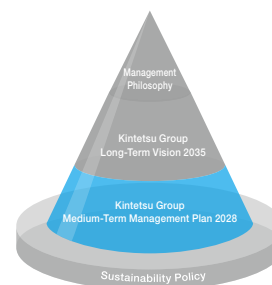 Management
Philosophy
Kintetsu Group
Long-Term Vision 2035
Kintetsu Group
Medium-Term Management Plan 2028
Sustainability Policy